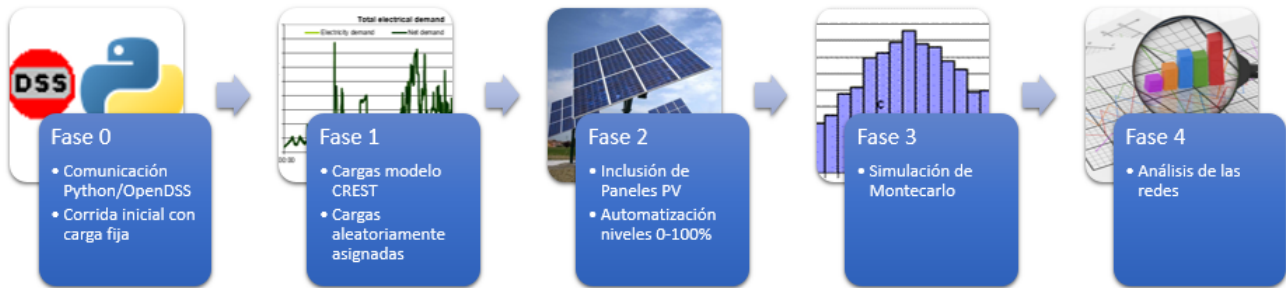 DSS
Total electrical demand
Electricity demand
Net demand
00:00
Fase 0
• Comunicación
Python/OpenDSS
• Corrida inicial con
carga fija
Fase 1
• Cargas modelo
CREST
• Cargas
aleatoriamente
asignadas
Fase 2
• Inclusión de
Paneles PV
• Automatización
niveles 0-100%
Fase 3
• Simulación de
Montecarlo
Fase 4
• Análisis de las
redes